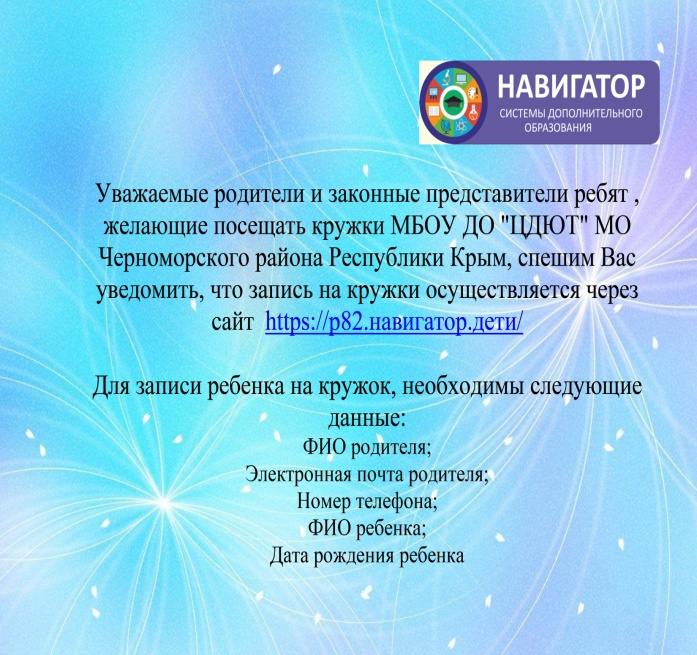 НАВИГАТОР
СИСТЕМЫ ДОПОЛНИТЕЛЬНОГО
ОБРАЗОВАНИЯ
Уважаемые родители и законные представители ребят ,
желающие посещать кружки МБОУ ДО "ЦДЮТ" МО
Черноморского района Республики Крым, спешим Вас
уведомить, что запись на кружки осуществляется через
сайт https://р82.навигатор.дети/
Для записи ребенка на кружок, необходимы следующие
данные:
ФИО родителя;
Электронная почта родителя;
Номер телефона;
ФИО ребенка;
Дата рождения ребенка